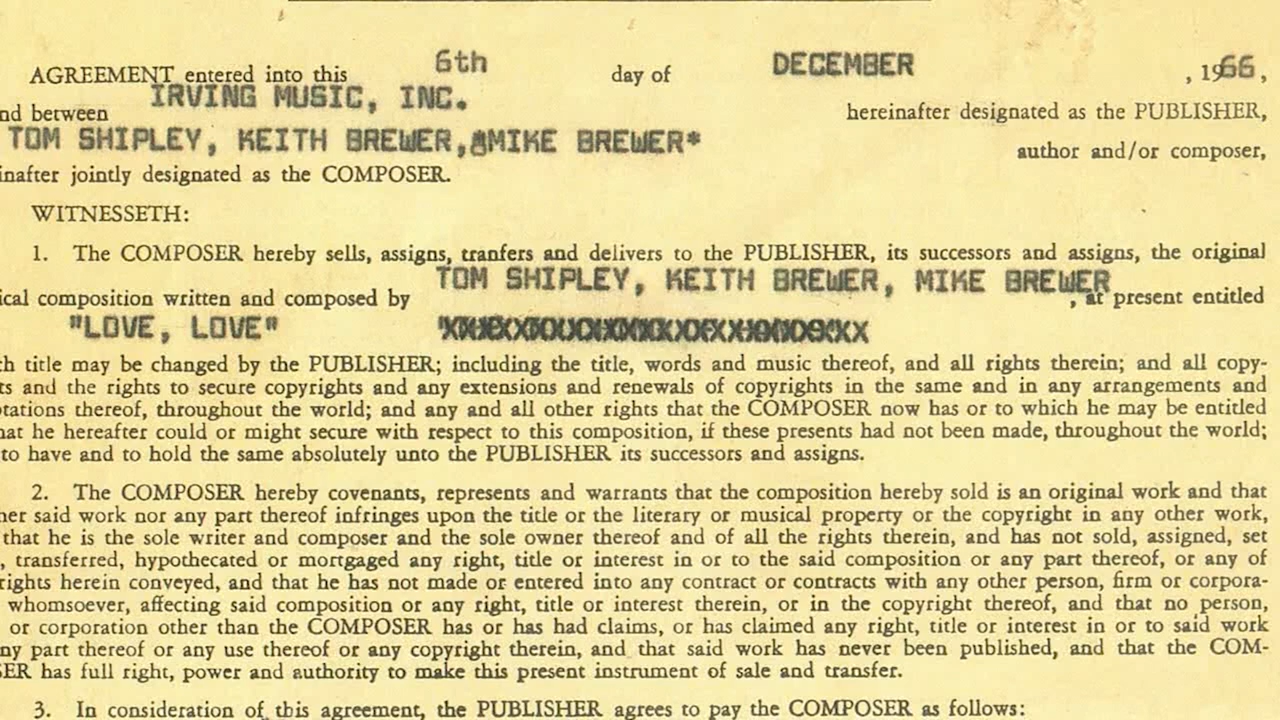 AGREEMENT entered into this 6th day of DECEMBER , 1966,
nd between IRVING MUSIC, INC. hereinafter designated as the PUBLISHER,
TOM SHIPLEY, KEITH BREWER,&MIKE BREWER* author and/or composer,
inafter jointly designated as the COMPOSER.
WITNESSETH:
1. The COMPOSER hereby sells, assigns, tranfers and delivers to the PUBLISHER, its successors and assigns, the original
ical composition written and composed by TOM SHIPLEY, KEITH BREWER, MIKE BREWER , at present entitled
"LOVE, LOVE"
ch title may be changed by the PUBLISHER; including the title, words and music thereof, and all rights therein; and all copy-
ts and the rights to secure copyrights and any extensions and renewals of copyrights in the same and in any arrangements and
ptations thereof, throughout the world; and any and all other rights that the COMPOSER now has or to which he may be entitled
hat he hereafter could or might secure with respect to this composition, if these presents had not been made, throughout the world;
to have and to hold the same absolutely unto the PUBLISHER its successors and assigns.
2. The COMPOSER hereby covenants, represents and warrants that the composition hereby sold is an original work and that
her said work nor any part thereof infringes upon the title or the literary or musical property or the copyright in any other work,
that he is the sole writer and composer and the sole owner thereof and of all the rights therein, and has not sold, assigned, set
, transferred, hypothecated or mortgaged any right, title or interest in or to the said composition or any part thereof, or any of
rights herein conveyed, and that he has not made or entered into any contract or contracts with any other person, firm or corpora-
whomsoever, affecting said composition or any right, title or interest therein, or in the copyright thereof, and that no person,
or corporation other than the COMPOSER has or has had claims, or has claimed any right, title or interest in or to said work
ny part thereof or any use thereof or any copyright therein, and that said work has never been published, and that the COM-
SER has full right, power and authority to make this present instrument of sale and transfer.
3. In consideration of this agreement, the PUBLISHER agrees to pay the COMPOSER as follows: